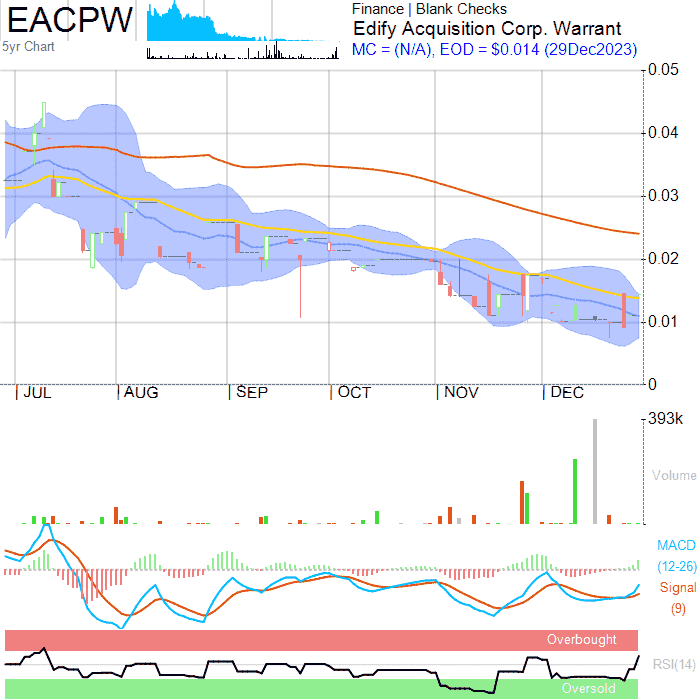 EACPW
5yr Chart
Finance | Blank Checks
Edify Acquisition Corp. Warrant
MC = (N/A), EOD = $0.014 (29Dec2023)
0.05
0.04
0.03
0.02
0.01
0
JUL
AUG
SEP
OCT
NOV
DEC
393k
Volume
MACD
(12-26)
Signal
(9)
Overbought
RSI(14)
Oversold